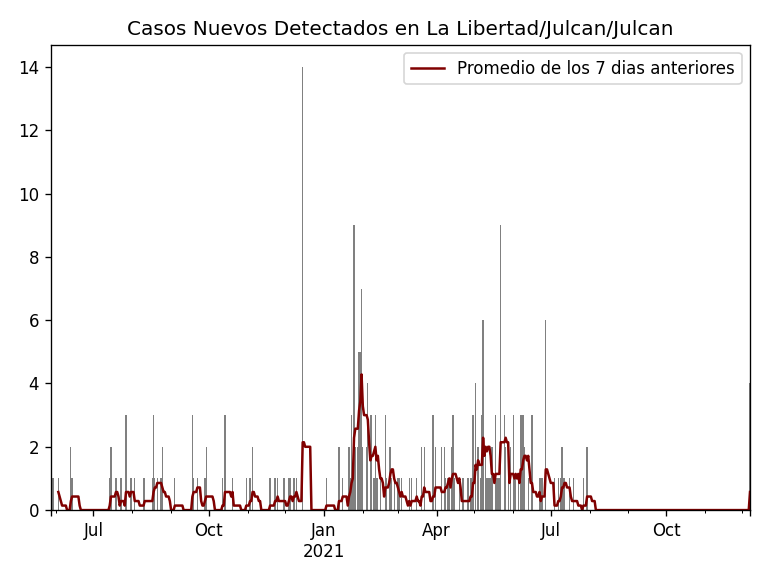 Casos Nuevos Detectados en La Libertad/Julcan/Julcan
Promedio de los 7 dias anteriores
14
12
10
8
6
4
2
0
Jul
Oct
Jan
2021
Apr
Jul
Oct